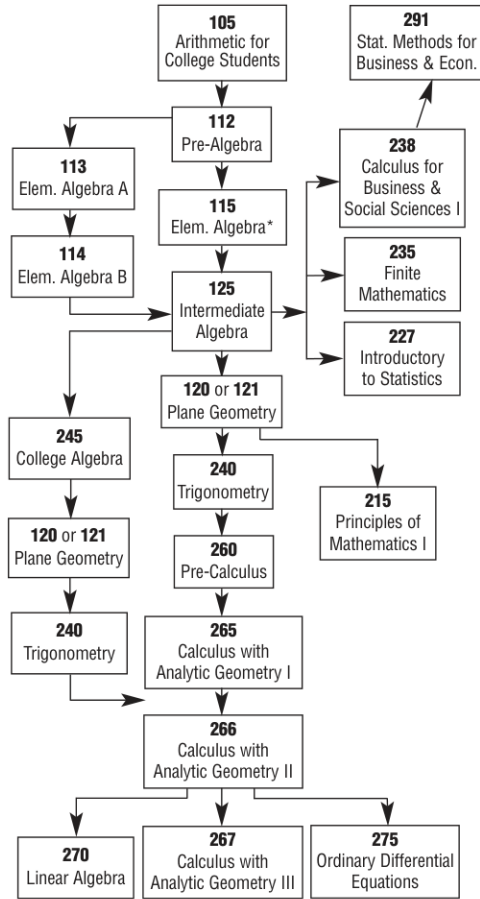 105
Arithmetic for
College Students
291
Stat. Methods for
Business & Econ.
112
Pre-Algebra
113
Elem. Algebra A
115
Elem. Algebra*
238
Calculus for
Business &
Social Sciences I
114
Elem. Algebra B
125
Intermediate
Algebra
235
Finite
Mathematics
227
Introductory
to Statistics
120 or 121
Plane Geometry
245
College Algebra
240
Trigonometry
215
Principles of
Mathematics I
120 or 121
Plane Geometry
260
Pre-Calculus
240
Trigonometry
265
Calculus with
Analytic Geometry I
266
Calculus with
Analytic Geometry II
270
Linear Algebra
267
Calculus with
Analytic Geometry III
275
Ordinary Differential
Equations